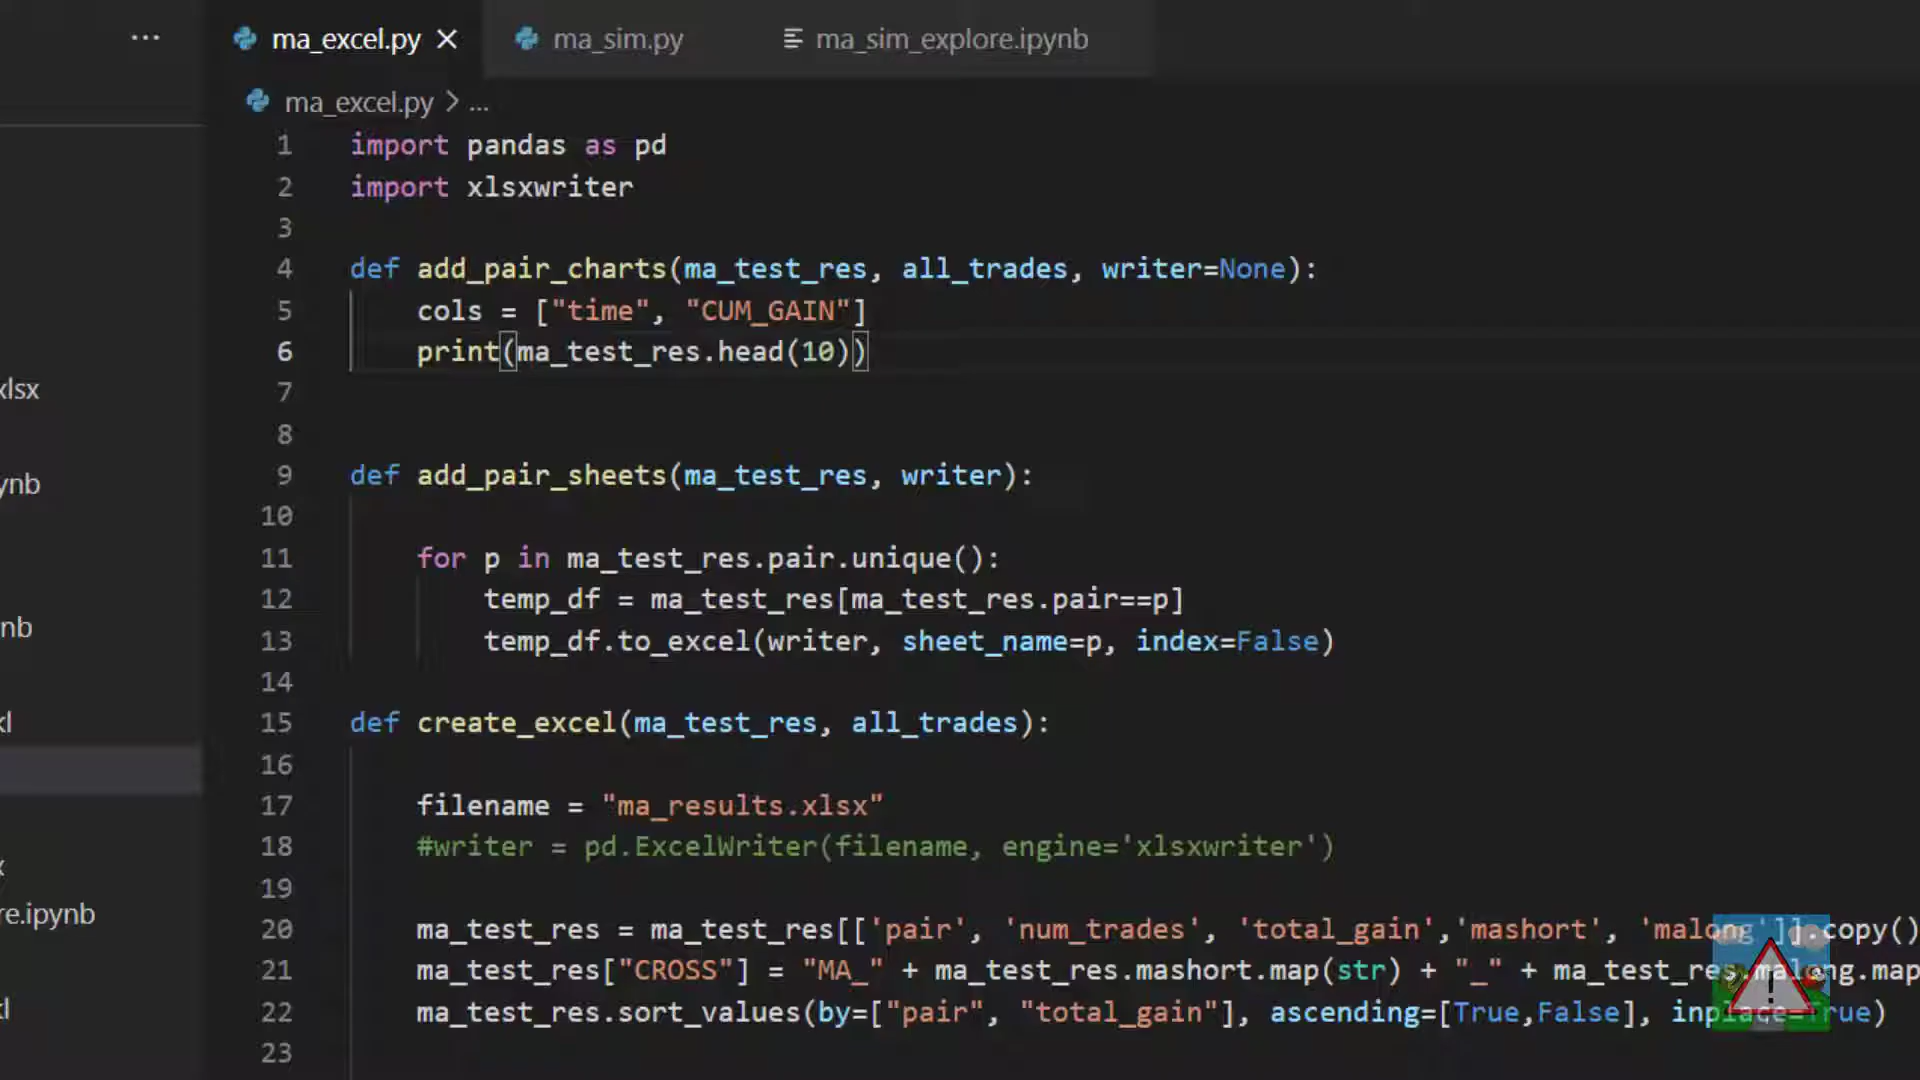 ... ma_excel.py ma_sim.py ma_sim_explore.ipynb
ma_excel.py > ...
1 import pandas as pd
2 import xlsxwriter
3
4 def add_pair_charts(ma_test_res, all_trades, writer=None):
5 cols = ["time", "CUM_GAIN"]
6 print(ma_test_res.head(10))
7
8
9 def add_pair_sheets(ma_test_res, writer):
10
11 for p in ma_test_res.pair.unique():
12 temp_df = ma_test_res[ma_test_res.pair==p]
13 temp_df.to_excel(writer, sheet_name=p, index=False)
14
15 def create_excel(ma_test_res, all_trades):
16
17 filename = "ma_results.xlsx"
18 #writer = pd.ExcelWriter(filename, engine='xlsxwriter')
19
20 ma_test_res = ma_test_res[['pair', 'num_trades', 'total_gain','mashort', 'malong']].copy()
21 ma_test_res["CROSS"] = "MA_" + ma_test_res.mashort.map(str) + "_" + ma_test_res.malong.map
22 ma_test_res.sort_values(by=["pair", "total_gain"], ascending=[True,False], inplace=True)
23
xlsx
ynb
nb
kl
x
re.ipynb
kl